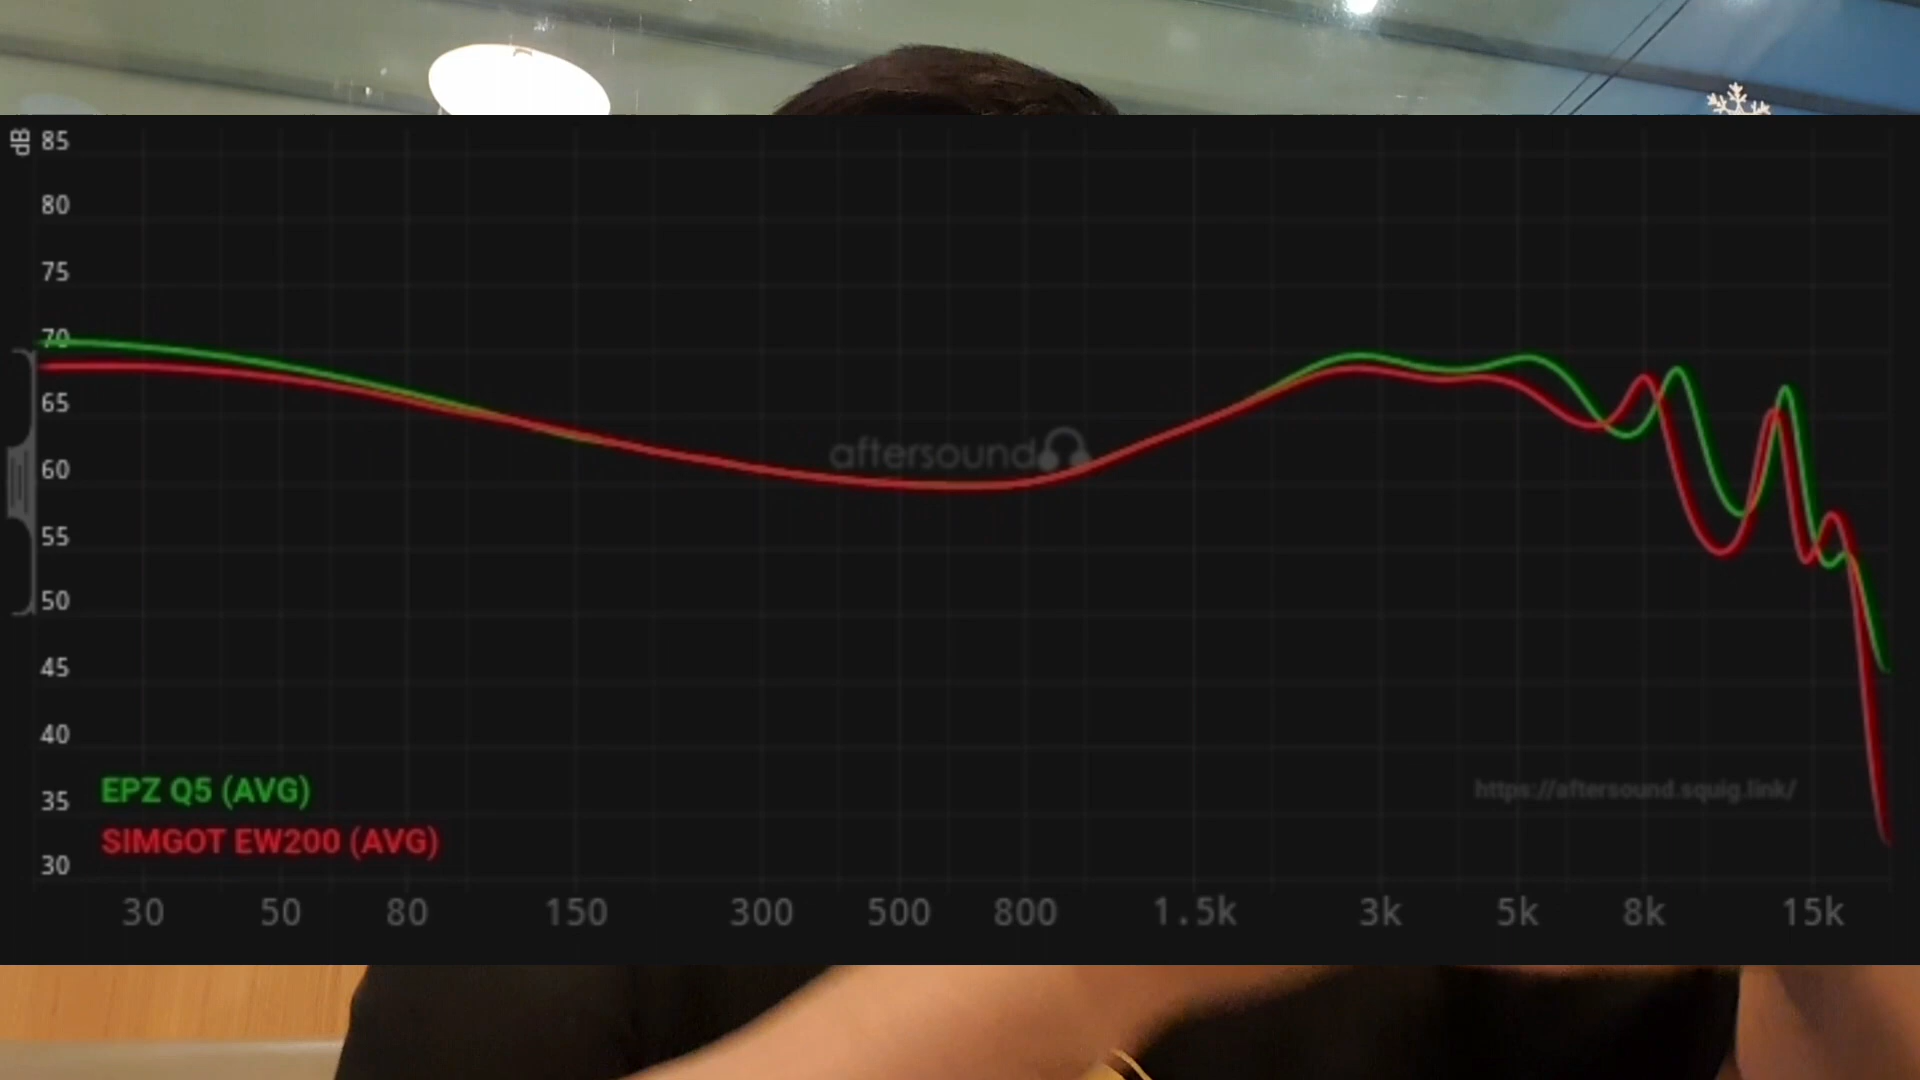 dB
85
80
75
70
65
60
55
50
45
40
35
30
aftersound
EPZ Q5 (AVG)
SIMGOT EW200 (AVG)
https://aftersound.squig.link/
30 50 80 150 300 500 800 1.5k 3k 5k 8k 15k